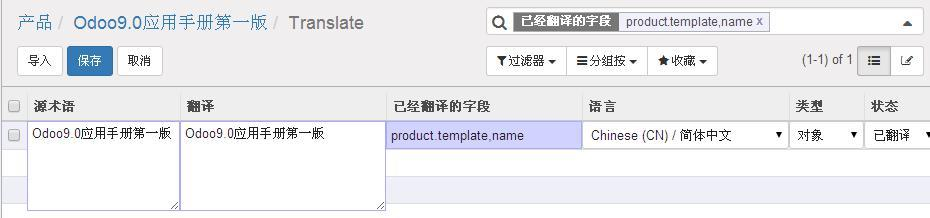 产品 / Odoo9.0应用手册第一版 / Translate
已经翻译的字段 product.template,name x
导入 保存 取消
过滤器 分组按 收藏 (1-1) of 1
源术语 翻译 已经翻译的字段 语言 类型 状态
Odoo9.0应用手册第一版 Odoo9.0应用手册第一版 product.template,name Chinese (CN) / 简体中文 对象 已翻译